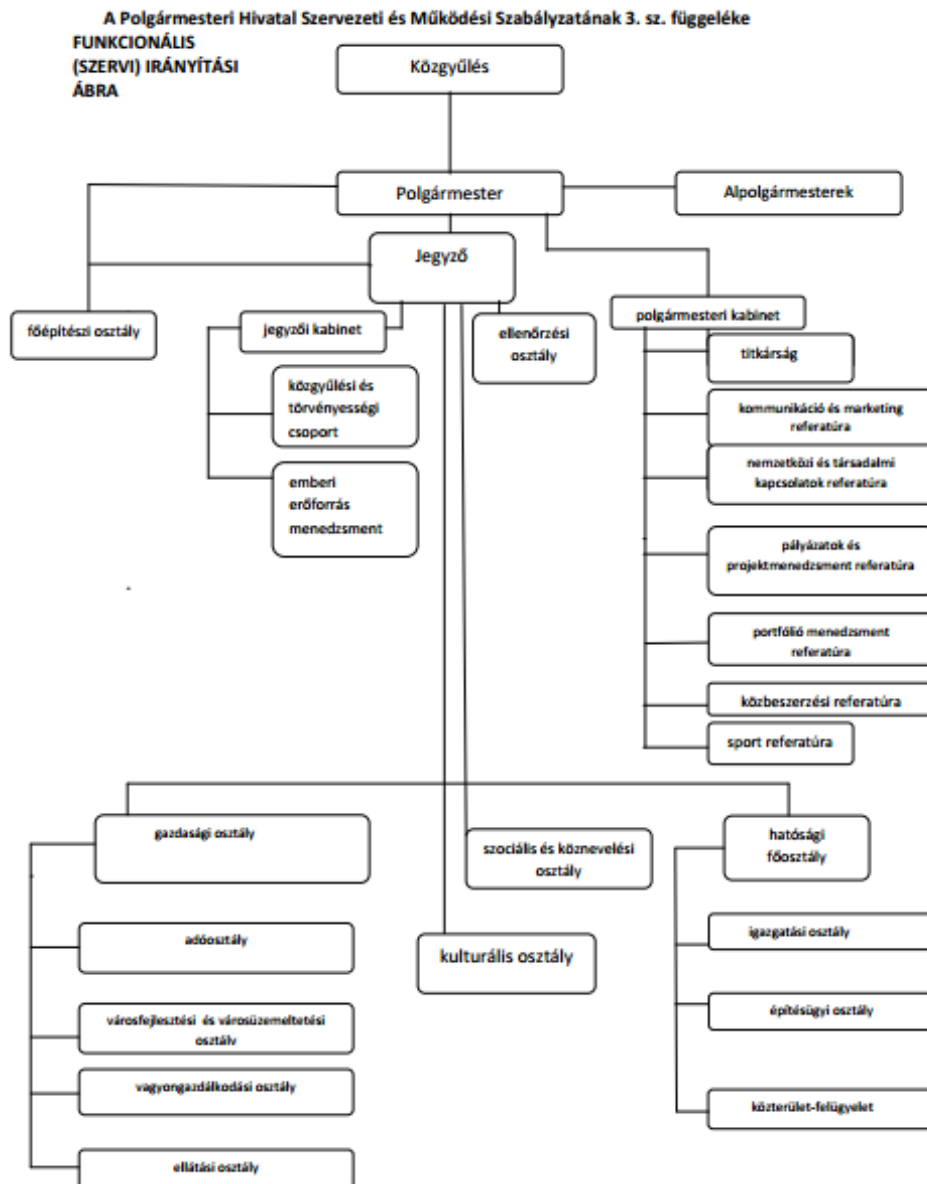 A Polgármesteri Hivatal Szervezeti és Működési Szabályzatának 3. sz. függeléke
FUNKCIONÁLIS
(SZERVI) IRÁNYÍTÁSI
ÁBRA
Közgyűlés
Polgármester
Alpolgármesterek
Jegyző
főépítészi osztály
jegyzői kabinet
ellenőrzési
osztály
polgármesteri kabinet
titkárság
közgyűlési és
törvényességi
csoport
kommunikáció és marketing
referatúra
nemzetközi és társadalmi
kapcsolatok referatúra
emberi
erőforrás
menedzsment
pályázatok és
projektmenedzsment referatúra
portfólió menedzsment
referatúra
közbeszerzési referatúra
sport referatúra
gazdasági osztály
szociális és köznevelési
osztály
hatósági
főosztály
adóosztály
kulturális osztály
igazgatási osztály
városfejlesztési és városüzemeltetési
osztály
építésügyi osztály
vagyongazdálkodási osztály
közterület-felügyelet
ellátási osztály